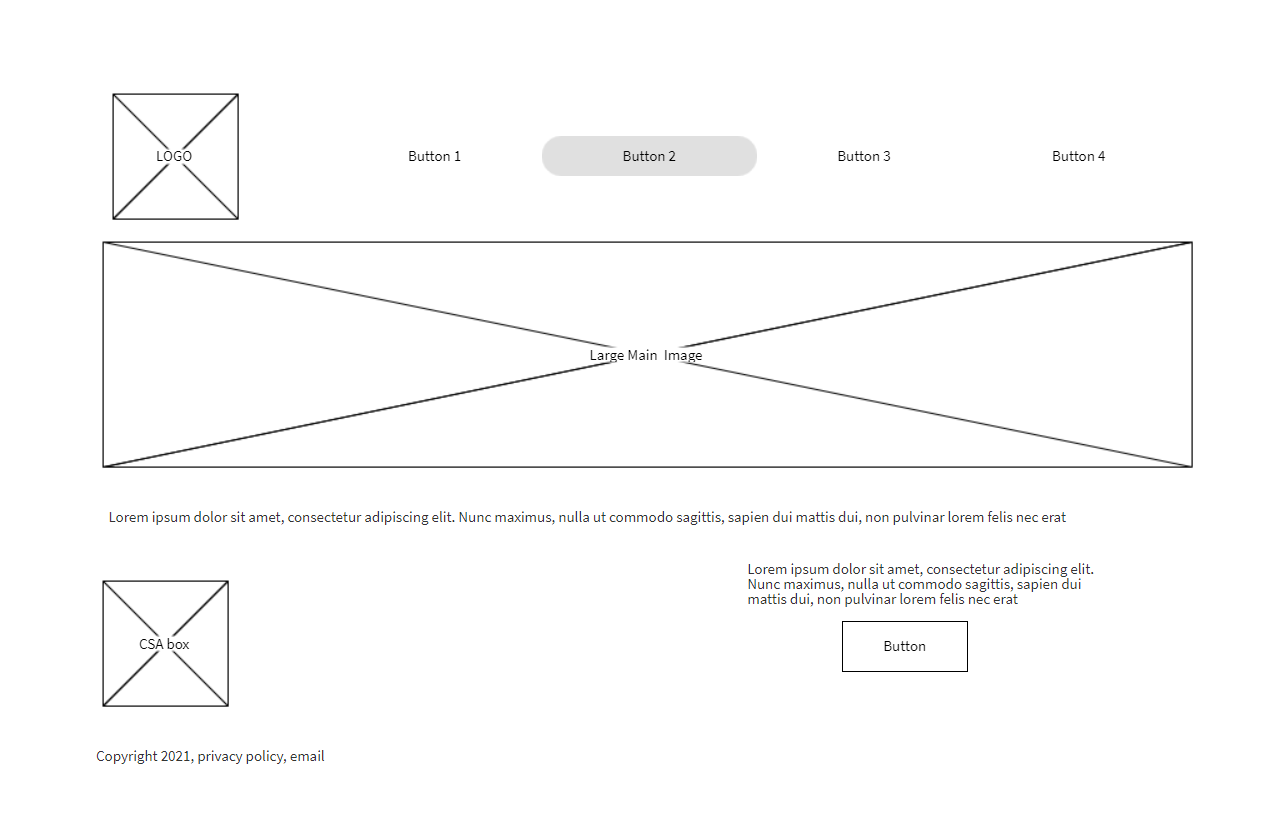 LOGO
Button 1
Button 2
Button 3
Button 4
Large Main Image
Lorem ipsum dolor sit amet, consectetur adipiscing elit. Nunc maximus, nulla ut commodo sagittis, sapien dui mattis dui, non pulvinar lorem felis nec erat
Lorem ipsum dolor sit amet, consectetur adipiscing elit.
Nunc maximus, nulla ut commodo sagittis, sapien dui
mattis dui, non pulvinar lorem felis nec erat
CSA box
Button
Copyright 2021, privacy policy, email